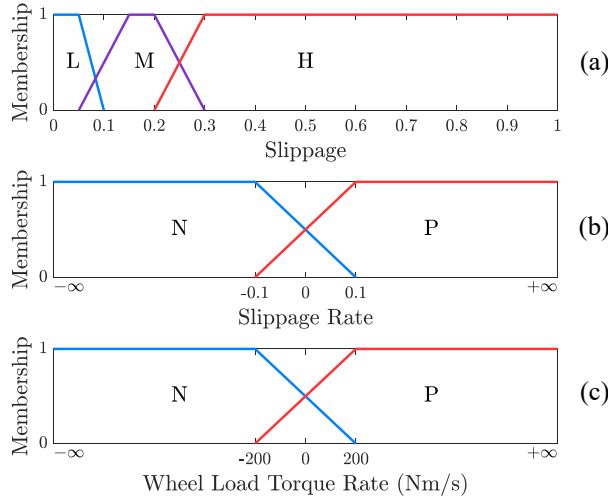 Membership
1
0
L
M
H
(a)
0 0.1 0.2 0.3 0.4 0.5 0.6 0.7 0.8 0.9 1
Slippage
Membership
1
0
N
P
(b)
−∞ -0.1 0 0.1 +∞
Slippage Rate
Membership
1
0
N
P
(c)
−∞ -200 0 200 +∞
Wheel Load Torque Rate (Nm/s)